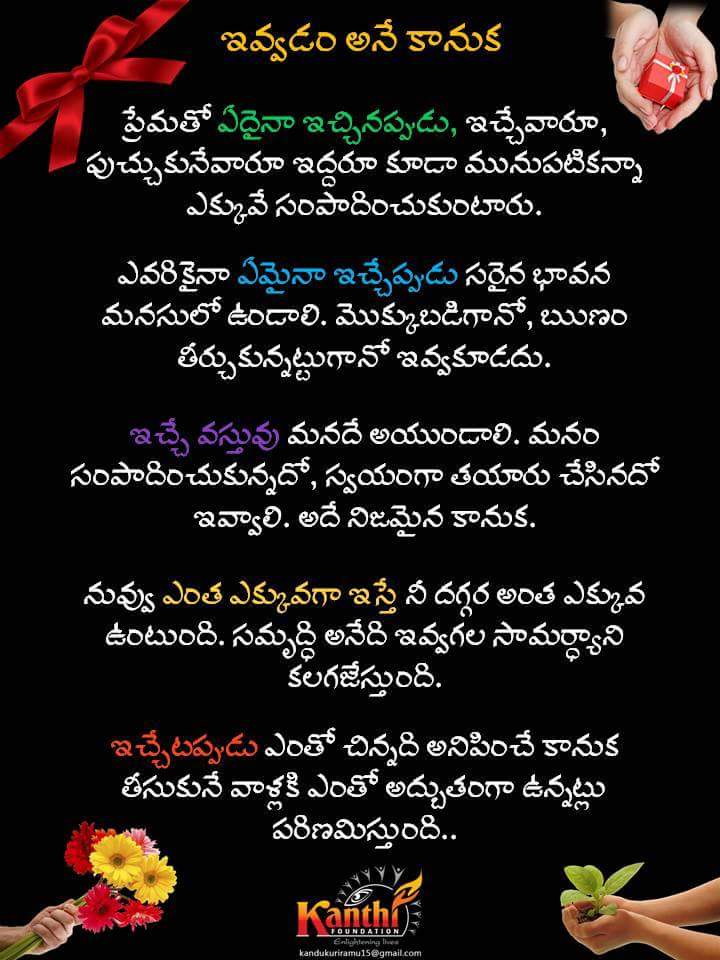 ఇవ్వడం అనే కానుక
ప్రేమతో ఏదైనా ఇచ్చినప్పుడు, ఇచ్చేవారూ,
పుచ్చుకునేవారూ ఇద్దరూ కూడా మునుపటికన్నా
ఎక్కువే సంపాదించుకుంటారు.
ఎవరికైనా ఏమైనా ఇచ్చేప్పుడు సరైన భావన
మనసులో ఉండాలి. మొక్కుబడిగానో, ఋణం
తీర్చుకున్నట్టుగానో ఇవ్వకూడదు.
ఇచ్చే వస్తువు మనదే అయుండాలి. మనం
సంపాదించుకున్నదో, స్వయంగా తయారు చేసినదో
ఇవ్వాలి. అదే నిజమైన కానుక.
నువ్వు ఎంత ఎక్కువగా ఇస్తే నీ దగ్గర అంత ఎక్కువ
ఉంటుంది. సమృద్ధి అనేది ఇవ్వగల సామర్థ్యాని
కలగజేస్తుంది.
ఇచ్చేటప్పుడు ఎంతో చిన్నది అనిపించే కానుక
తీసుకునే వాళ్లకి ఎంతో అద్భుతంగా ఉన్నట్లు
పరిణమిస్తుంది..
Kanthi
FOUNDATION
Enlightening lives
kandukuriramu15@gmail.com